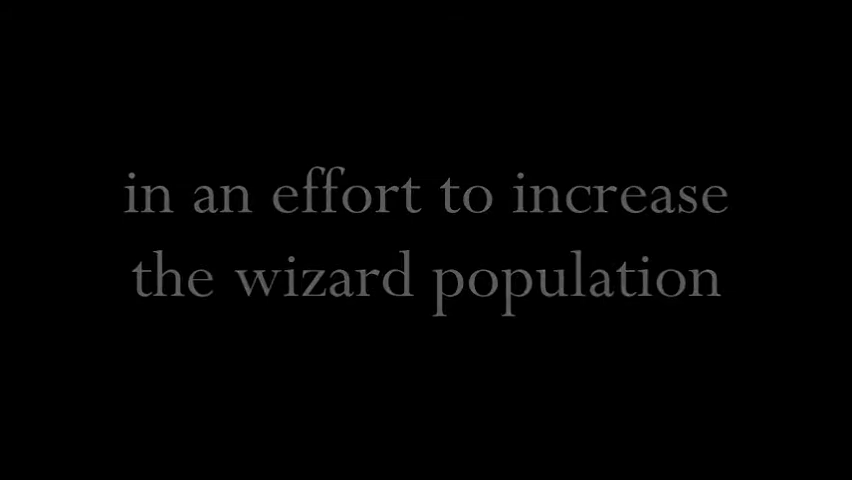 in an effort to increase
the wizard population